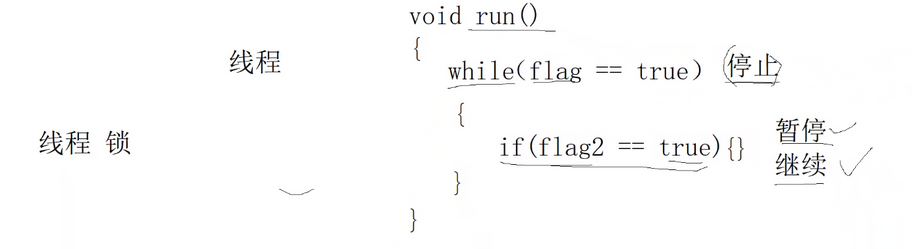 void run()
{
线程
while(flag == true) 停止
{
线程 锁
if(flag2 == true){} 暂停
继续
}
}